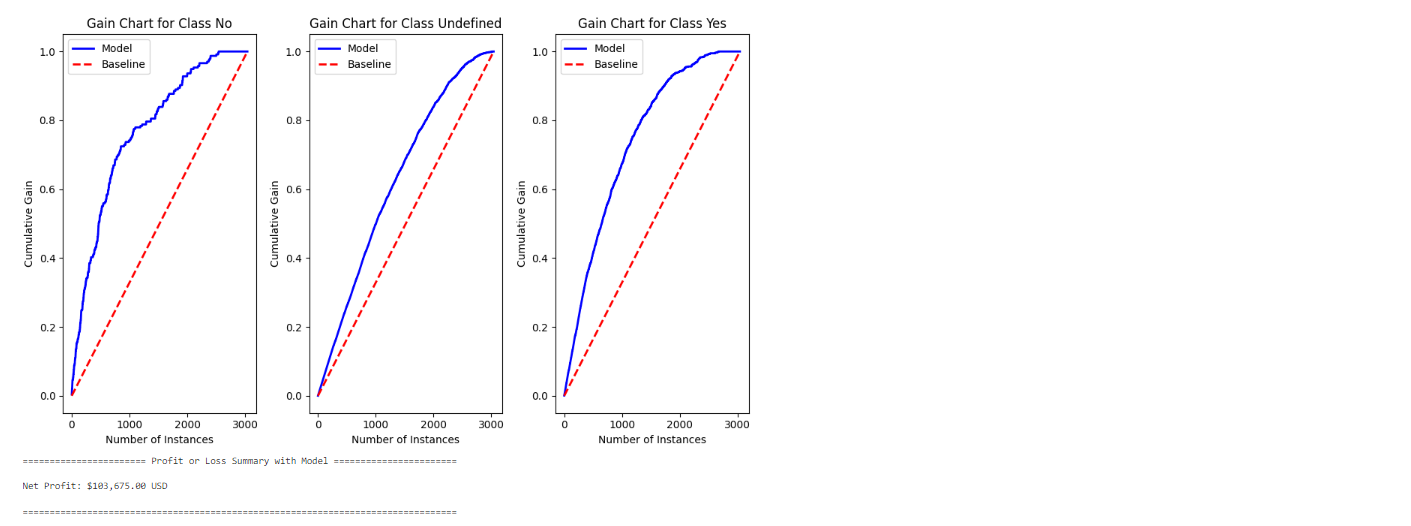 Gain Chart for Class No
Gain Chart for Class Undefined
Gain Chart for Class Yes
Model
Baseline
Model
Baseline
Model
Baseline
1.0
0.8
0.6
0.4
0.2
0.0
Cumulative Gain
0
1000
2000
3000
Number of Instances
1.0
0.8
0.6
0.4
0.2
0.0
Cumulative Gain
0
1000
2000
3000
Number of Instances
1.0
0.8
0.6
0.4
0.2
0.0
Cumulative Gain
0
1000
2000
3000
Number of Instances
======================= Profit or Loss Summary with Model =======================
Net Profit: $103,675.00 USD
=================================================================================